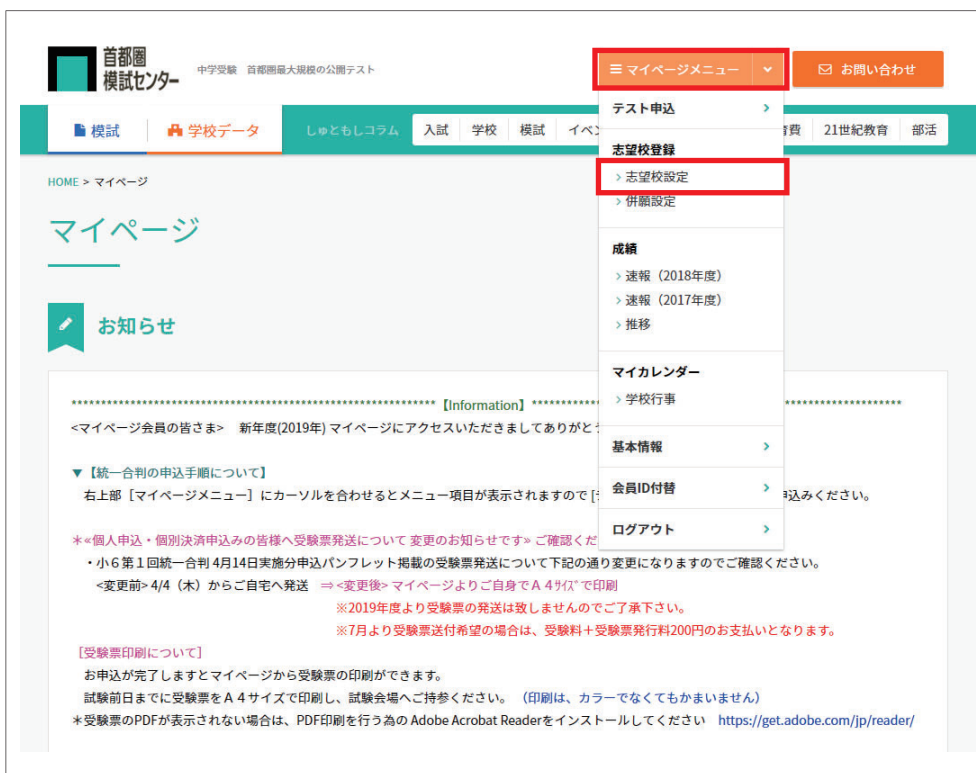 首都圏
模試センター
中学受験 首都圏最大規模の公開テスト
マイページメニュー
お問い合わせ
模試
学校データ
しゅともしコラム
入試 学校 模試 イベン
育費 21世紀教育 部活
テスト申込
志望校登録
志望校設定
併願設定
成績
速報（2018年度）
速報（2017年度）
推移
マイカレンダー
学校行事
基本情報
会員ID付替
ログアウト
HOME > マイページ
マイページ
お知らせ
************************************************************** 【Information】 ***********
********************
<マイページ会員の皆さま> 新年度(2019年) マイページにアクセスいただきましてありがと
▼【統一合判の申込手順について】
右上部［マイページメニュー］にカーソルを合わせるとメニュー項目が表示されますので [
申込みください。
＊«個人申込・個別決済申込みの皆様へ受験票発送について 変更のお知らせです» ご確認くだ
・小６第１回統一合判 4月14日実施分申込パンフレット掲載の受験票発送について下記の通り変更になりますのでご確認ください。
<変更前> 4/4（木）からご自宅へ発送 ⇒ <変更後> マイページよりご自身でＡ４ｻｲｽﾞで印刷
※2019年度より受験票の発送は致しませんのでご了承下さい。
※7月より受験票送付希望の場合は、受験料＋受験票発行料200円のお支払いとなります。
［受験票印刷について］
お申込が完了しますとマイページから受験票の印刷ができます。
試験前日までに受験票をＡ４サイズで印刷し、試験会場へご持参ください。 （印刷は、カラーでなくてもかまいません）
＊受験票のPDFが表示されない場合は、PDF印刷を行う為の Adobe Acrobat Readerをインストールしてください https://get.adobe.com/jp/reader/